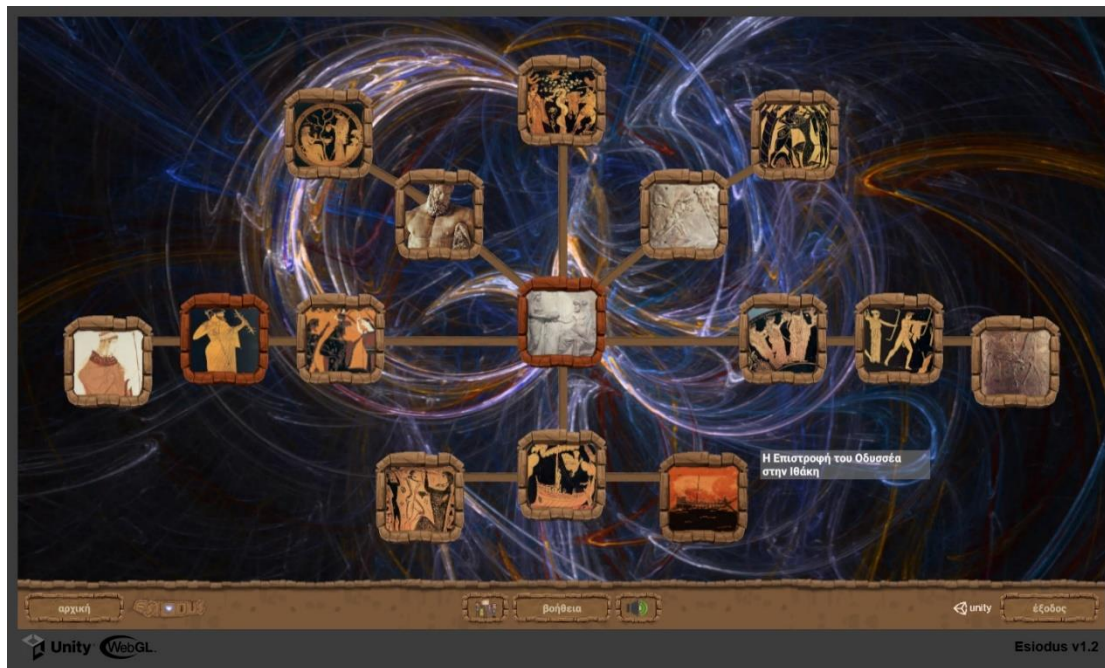 Η Επιστροφή του Οδυσσέα
στην Ιθάκη
αρχική
βοήθεια
unity
έξοδος
Unity
WebGL
Esiodus v1.2